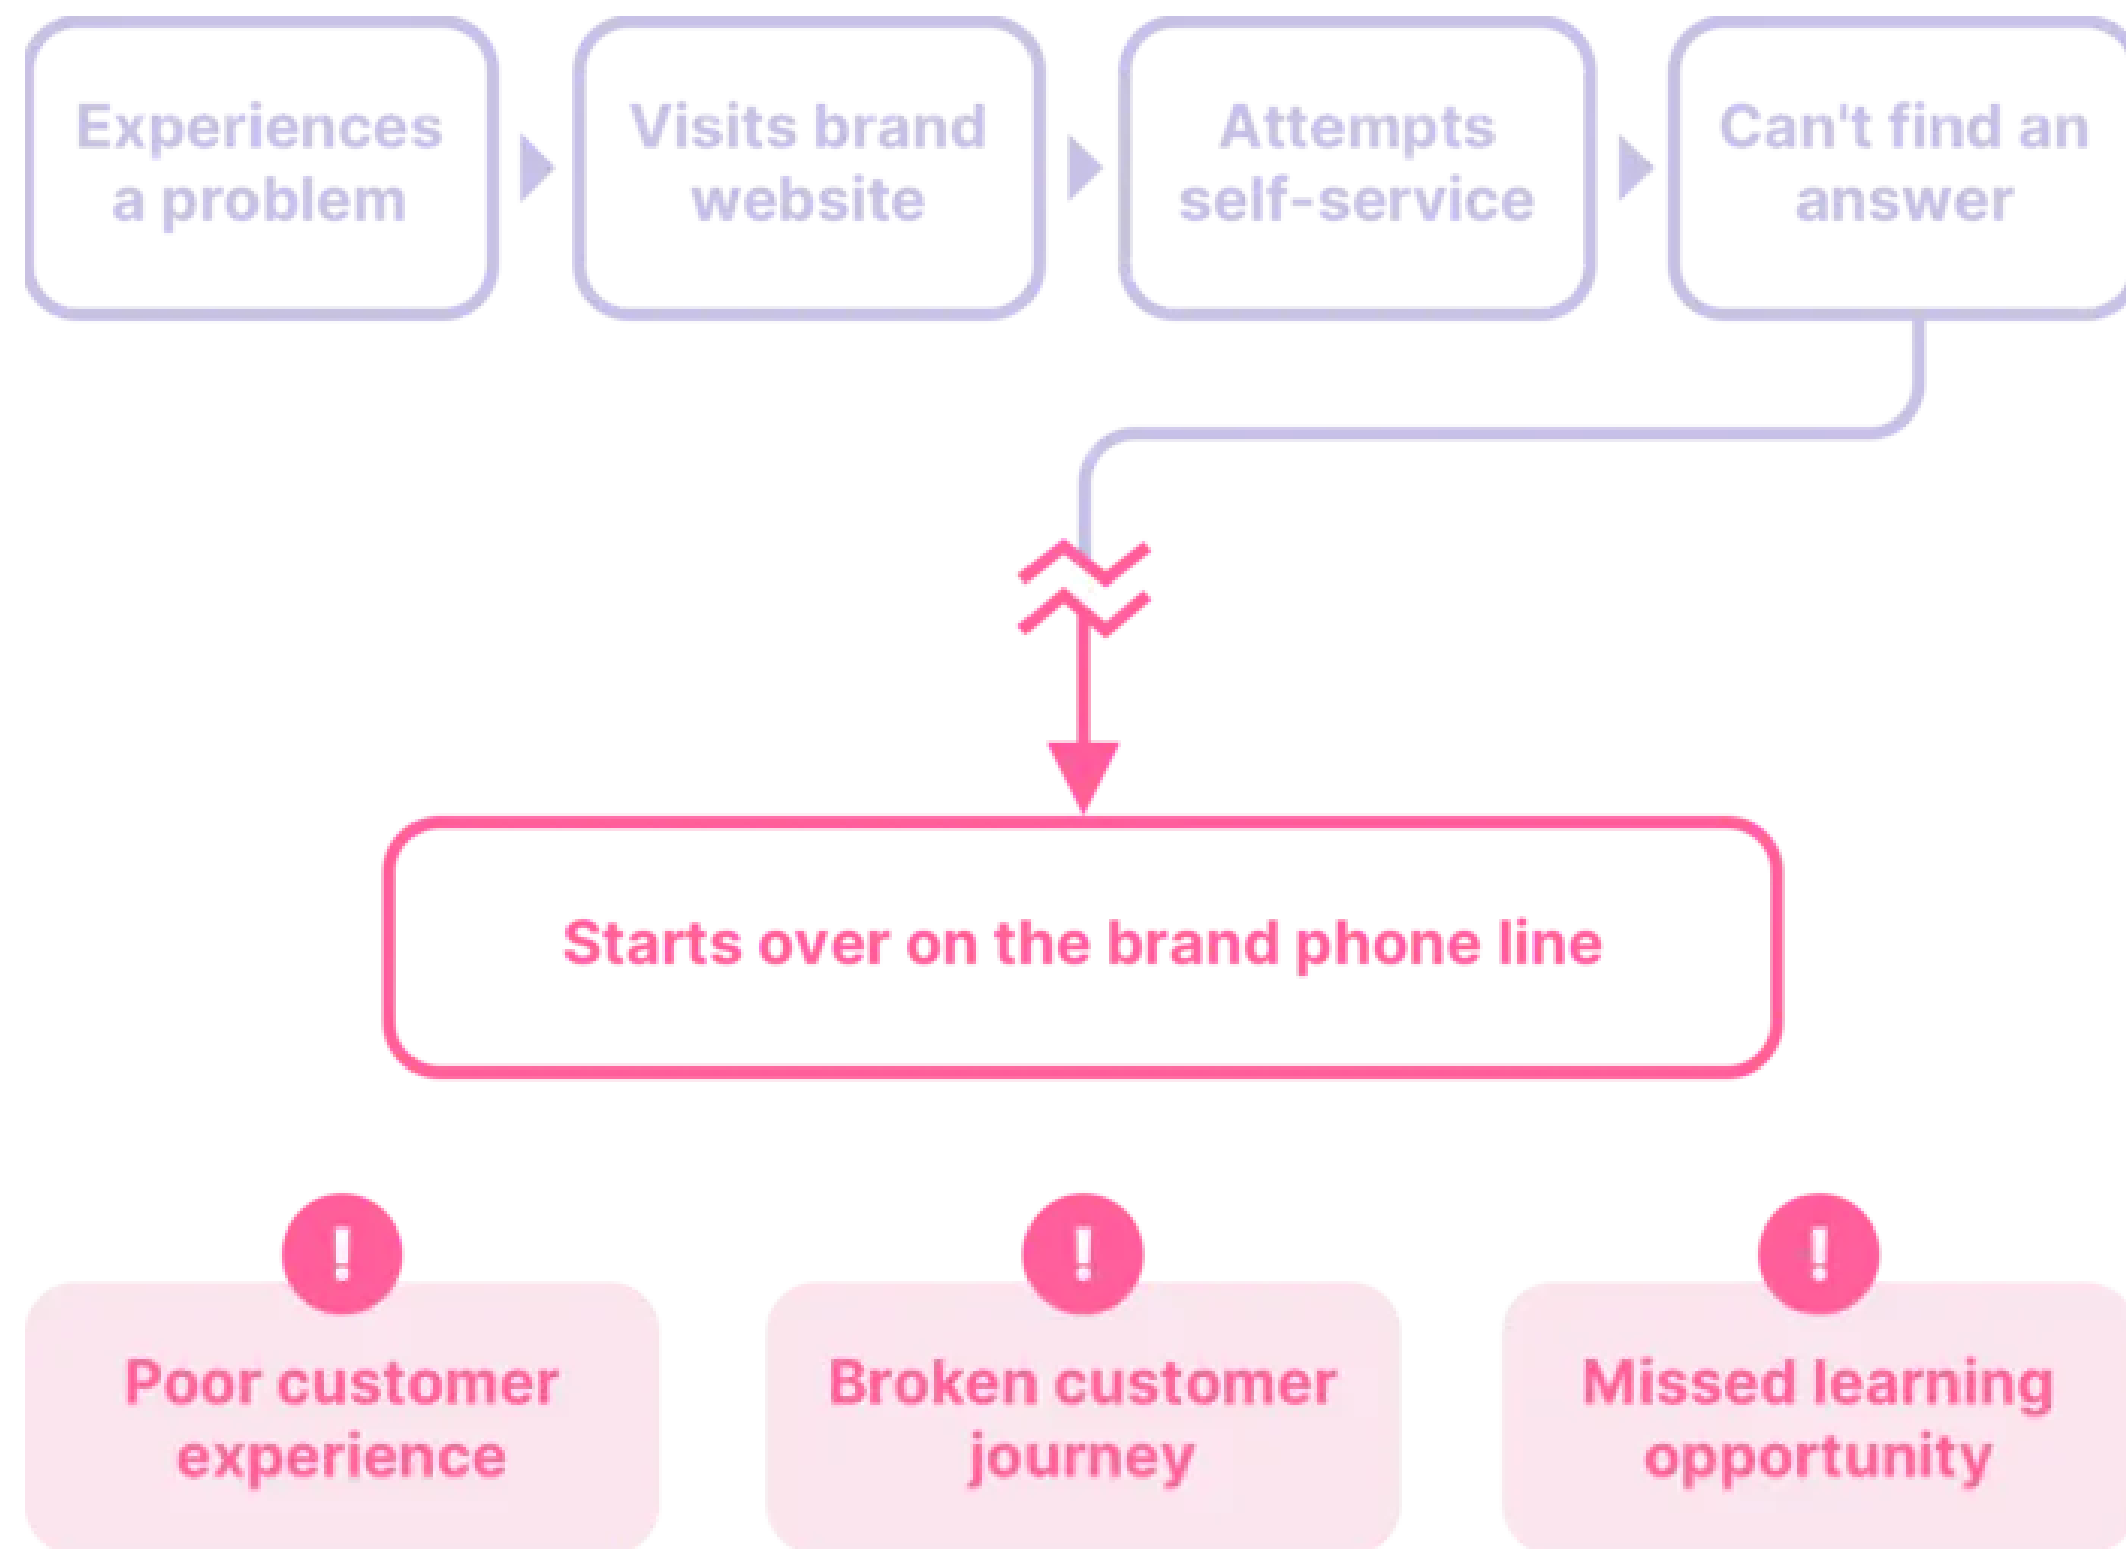 Experiences
a problem
Visits brand
website
Attempts
self-service
Can't find an
answer
Starts over on the brand phone line
!
Poor customer
experience
!
Broken customer
journey
!
Missed learning
opportunity